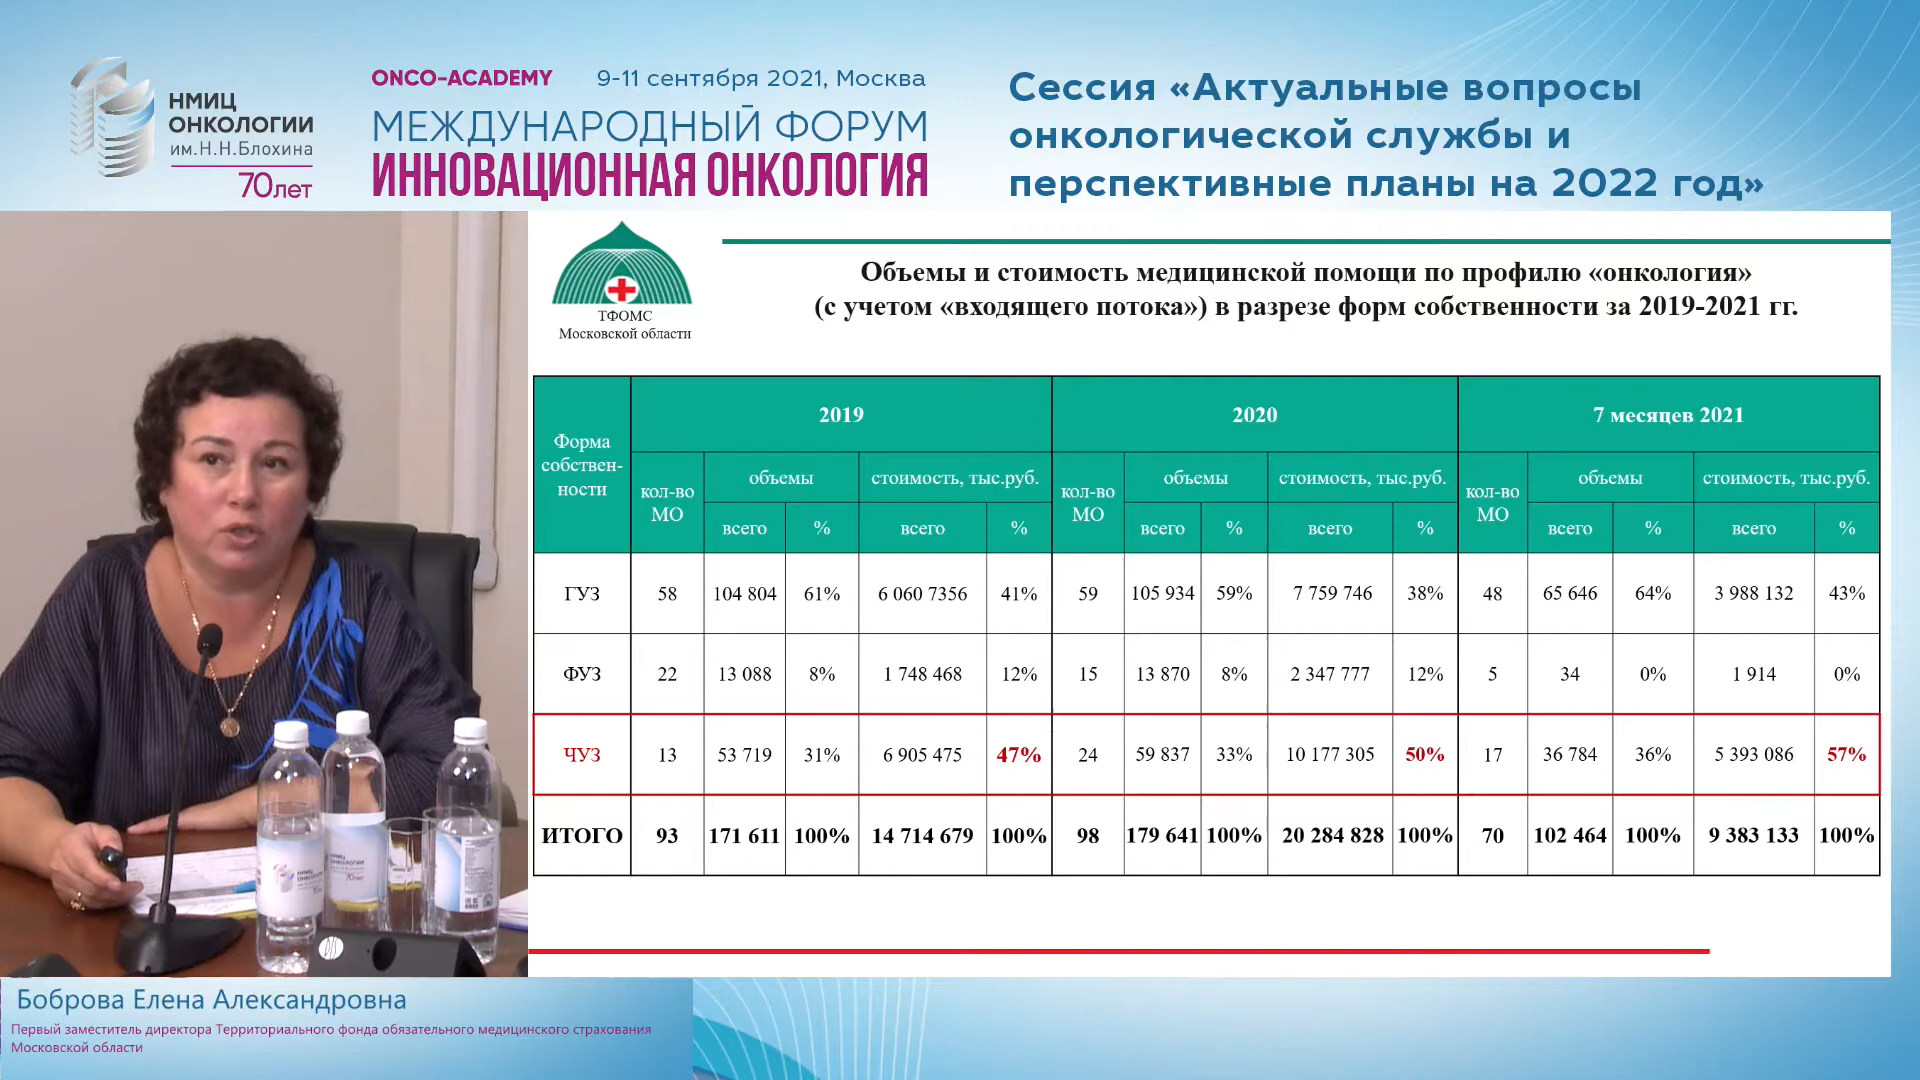 НМИЦ
ОНКОЛОГИИ
им.Н.Н.Блохина
70лет
ONCO-ACADEMY 9-11 сентября 2021, Москва
МЕЖДУНАРОДНЫЙ ФОРУМ
ИННОВАЦИОННАЯ ОНКОЛОГИЯ
Сессия «Актуальные вопросы
онкологической службы и
перспективные планы на 2022 год»
ТФОМС
Московской области
Объемы и стоимость медицинской помощи по профилю «онкология»
(с учетом «входящего потока») в разрезе форм собственности за 2019-2021 гг.
Форма
собствен-
ности
2019 2020 7 месяцев 2021
кол-во
МО
объемы стоимость, тыс.руб.
всего % всего %
кол-во
МО
объемы стоимость, тыс.руб.
всего % всего %
кол-во
МО
объемы стоимость, тыс.руб.
всего % всего %
ГУЗ 58 104 804 61% 6 060 7356 41% 59 105 934 59% 7 759 746 38% 48 65 646 64% 3 988 132 43%
ФУЗ 22 13 088 8% 1 748 468 12% 15 13 870 8% 2 347 777 12% 5 34 0% 1 914 0%
ЧУЗ 13 53 719 31% 6 905 475 47% 24 59 837 33% 10 177 305 50% 17 36 784 36% 5 393 086 57%
ИТОГО 93 171 611 100% 14 714 679 100% 98 179 641 100% 20 284 828 100% 70 102 464 100% 9 383 133 100%
НМИЦ
ОНКОЛОГИИ
70лет
Боброва Елена Александровна
Первый заместитель директора Территориального фонда обязательного медицинского страхования
Московской области